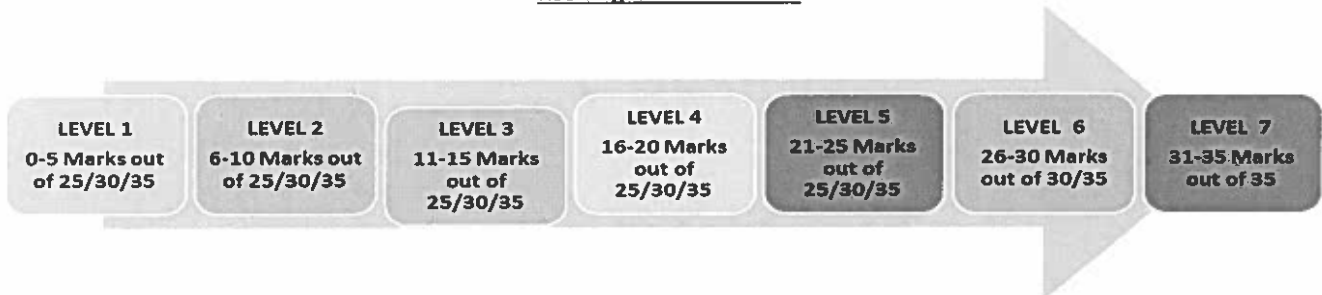 LEVEL 1
0-5 Marks out
of 25/30/35
LEVEL 2
6-10 Marks out
of 25/30/35
LEVEL 3
11-15 Marks
out of
25/30/35
LEVEL 4
16-20 Marks
out of
25/30/35
LEVEL 5
21-25 Marks
out of
25/30/35
LEVEL 6
26-30 Marks
out of 30/35
LEVEL 7
31-35 Marks
out of 35